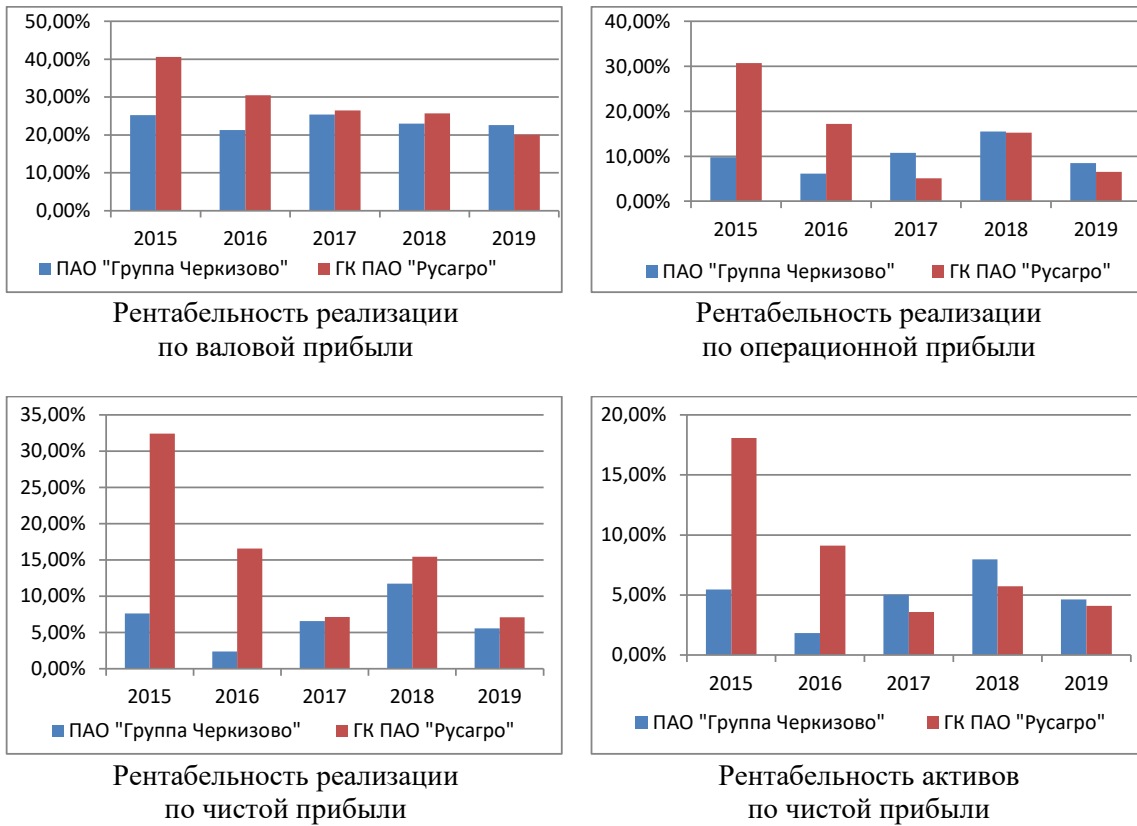 50,00%
40,00%
30,00%
20,00%
10,00%
0,00%
2015 2016 2017 2018 2019
ПАО "Группа Черкизово" ГК ПАО "Русагро"
Рентабельность реализации
по валовой прибыли
40,00%
30,00%
20,00%
10,00%
0,00%
2015 2016 2017 2018 2019
ПАО "Группа Черкизово" ГК ПАО "Русагро"
Рентабельность реализации
по операционной прибыли
35,00%
30,00%
25,00%
20,00%
15,00%
10,00%
5,00%
0,00%
2015 2016 2017 2018 2019
ПАО "Группа Черкизово" ГК ПАО "Русагро"
Рентабельность реализации
по чистой прибыли
20,00%
15,00%
10,00%
5,00%
0,00%
2015 2016 2017 2018 2019
ПАО "Группа Черкизово" ГК ПАО "Русагро"
Рентабельность активов
по чистой прибыли